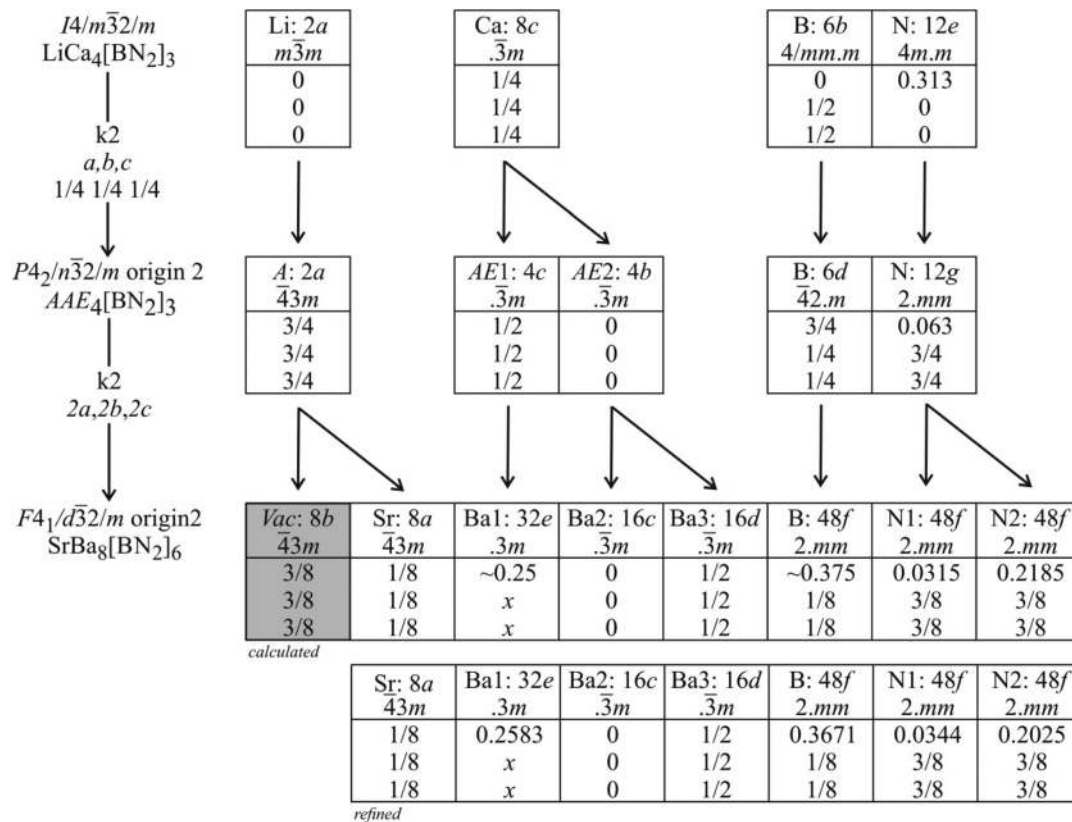 I4/m3̅2/m
LiCa₄[BN₂]₃
k2
a,b,c
1/4 1/4 1/4
P4₂/n3̅2/m origin 2
AAE₄[BN₂]₃
k2
2a,2b,2c
F4₁/d3̅2/m origin2
SrBa₈[BN₂]₆
Li: 2a Ca: 8c B: 6b N: 12e
m3̅m .3̅m 4/mm.m 4m.m
0 1/4 0 0.313
0 1/4 1/2 0
0 1/4 1/2 0
A: 2a AE1: 4c AE2: 4b B: 6d N: 12g
4̅3m .3̅m .3̅m 4̅2.m 2.mm
3/4 1/2 0 3/4 0.063
3/4 1/2 0 1/4 3/4
3/4 1/2 0 1/4 3/4
Vac: 8b Sr: 8a Ba1: 32e Ba2: 16c Ba3: 16d B: 48f N1: 48f N2: 48f
4̅3m 4̅3m .3m .3̅m .3̅m 2.mm 2.mm 2.mm
3/8 1/8 ~0.25 0 1/2 ~0.375 0.0315 0.2185
3/8 1/8 x 0 1/2 1/8 3/8 3/8
3/8 1/8 x 0 1/2 1/8 3/8 3/8
calculated
Sr: 8a Ba1: 32e Ba2: 16c Ba3: 16d B: 48f N1: 48f N2: 48f
4̅3m .3m .3̅m .3̅m 2.mm 2.mm 2.mm
1/8 0.2583 0 1/2 0.3671 0.0344 0.2025
1/8 x 0 1/2 1/8 3/8 3/8
1/8 x 0 1/2 1/8 3/8 3/8
refined